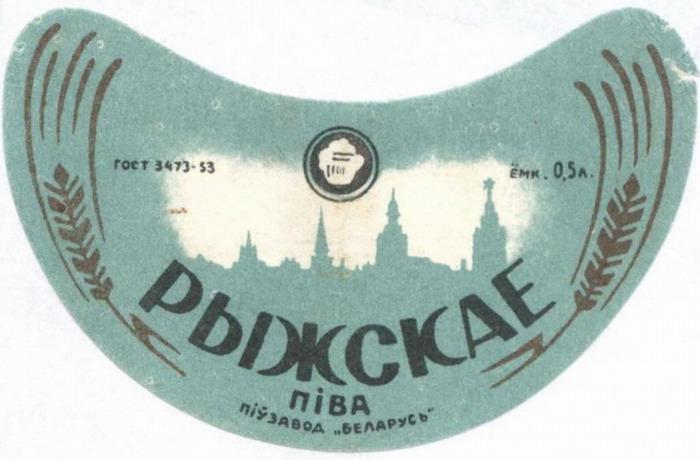 ГОСТ 3473-53
ЁМК. 0,5 л.
РЫЖСКАЕ
ПІВА
ПІЎЗАВОД „БЕЛАРУСЬ"